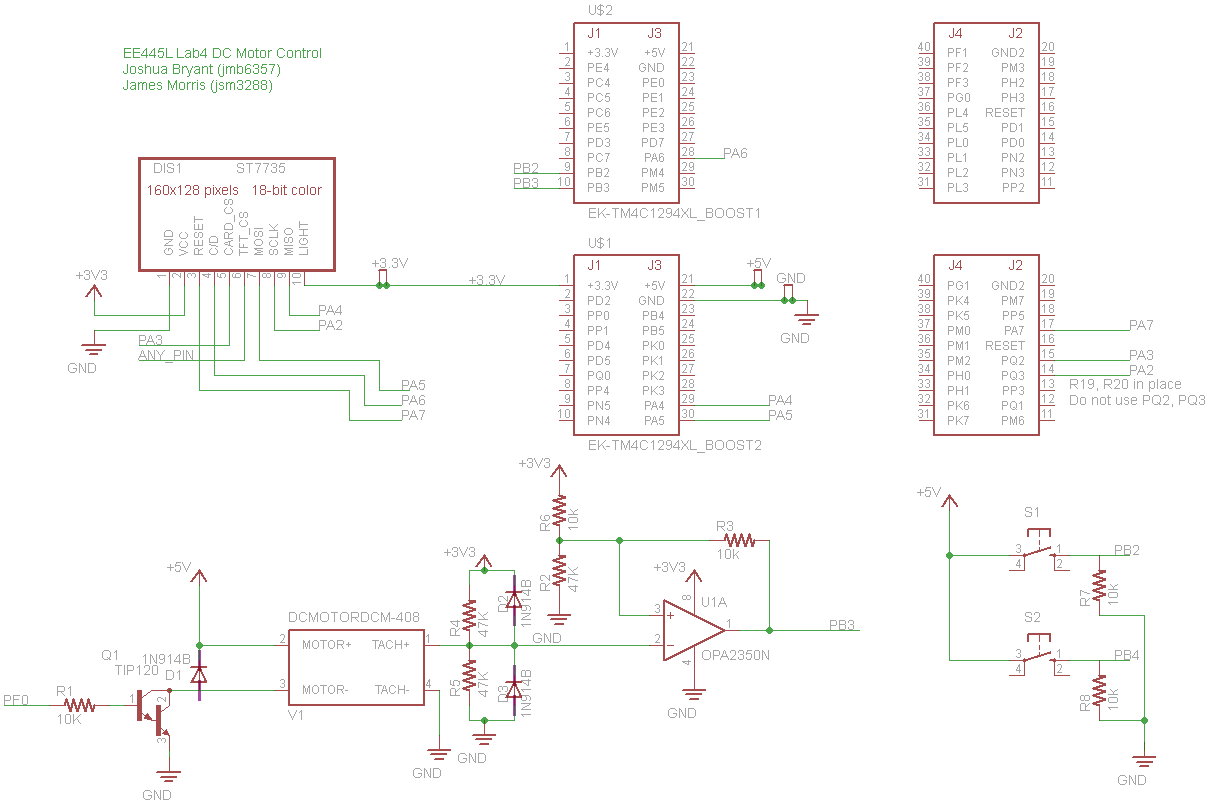 EE445L Lab4 DC Motor Control
Joshua Bryant (jmb6357)
James Morris (jsm3288)
DIS1 ST7735
160x128 pixels 18-bit color
GND VCC RESET C/D CARD_CS TFT_CS MOSI SCLK MISO LIGHT
1 2 3 4 5 6 7 8 9 10
+3V3
GND
PA4
PA2
PA3
ANY_PIN
PA5
PA6
PA7
+3.3V
+3.3V
U$2
J1 J3
1 +3.3V +5V 21
2 PE4 GND 22
3 PC4 PE0 23
4 PC5 PE1 24
5 PC6 PE2 25
6 PE5 PE3 26
7 PD3 PD7 27
8 PC7 PA6 28 PA6
PB2 9 PB2 PM4 29
PB3 10 PB3 PM5 30
EK-TM4C1294XL_BOOST1
J4 J2
40 PF1 GND2 20
39 PF2 PM3 19
38 PF3 PH2 18
37 PG0 PH3 17
36 PL4 RESET 16
35 PL5 PD1 15
34 PL0 PD0 14
33 PL1 PN2 13
32 PL2 PN3 12
31 PL3 PP2 11
U$1
J1 J3
1 +3.3V +5V 21
2 PD2 GND 22
3 PP0 PB4 23
4 PP1 PB5 24
5 PD4 PK0 25
6 PD5 PK1 26
7 PQ0 PK2 27
8 PP4 PK3 28
9 PN5 PA4 29 PA4
10 PN4 PA5 30 PA5
EK-TM4C1294XL_BOOST2
+5V
GND
GND
J4 J2
40 PG1 GND2 20
39 PK4 PM7 19
38 PK5 PP5 18
37 PM0 PA7 17 PA7
36 PM1 RESET 16
35 PM2 PQ2 15 PA3
34 PH0 PQ3 14 PA2
33 PH1 PP3 13
32 PK6 PQ1 12
31 PK7 PM6 11
R19, R20 in place
Do not use PQ2, PQ3
PE0
R1
10K
Q1
TIP120
1
2
3
GND
+5V
1N914B
D1
DCMOTORDCM-408
2 MOTOR+ TACH+ 1
3 MOTOR- TACH- 4
V1
GND
+3V3
R4
47K
D2
1N914B
GND
R5
47K
D3
1N914B
GND
+3V3
R6
10K
R2
47K
R3
10k
+3V3
8
U1A
3
2
1
4
OPA2350N
GND
PB3
+5V
S1
3 1
4 2
PB2
R7
10k
S2
3 1
4 2
PB4
R8
10k
GND